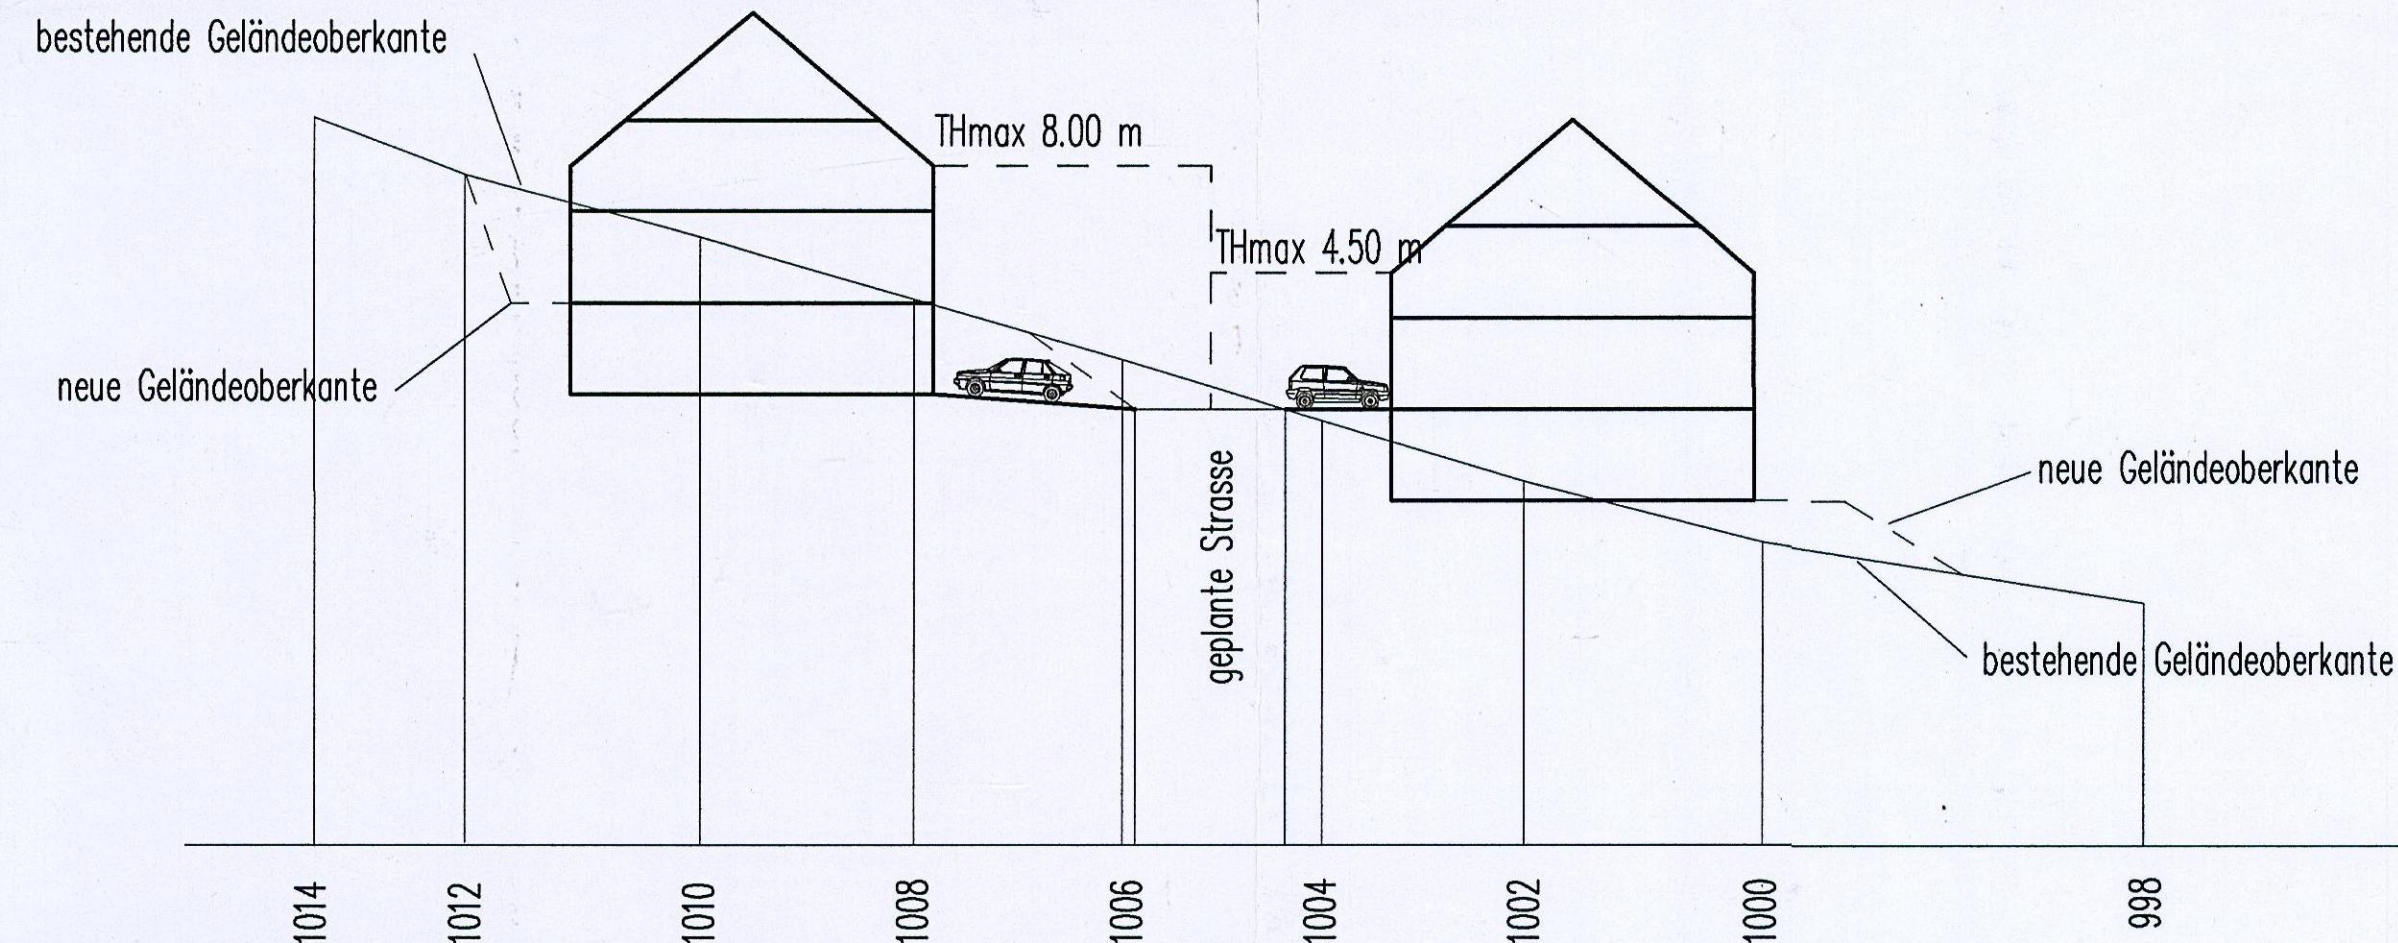 bestehende Geländeoberkante
THmax 8.00 m
THmax 4.50 m
neue Geländeoberkante
geplante Strasse
neue Geländeoberkante
bestehende Geländeoberkante
1014
1012
1010
1008
1006
1004
1002
1000
998